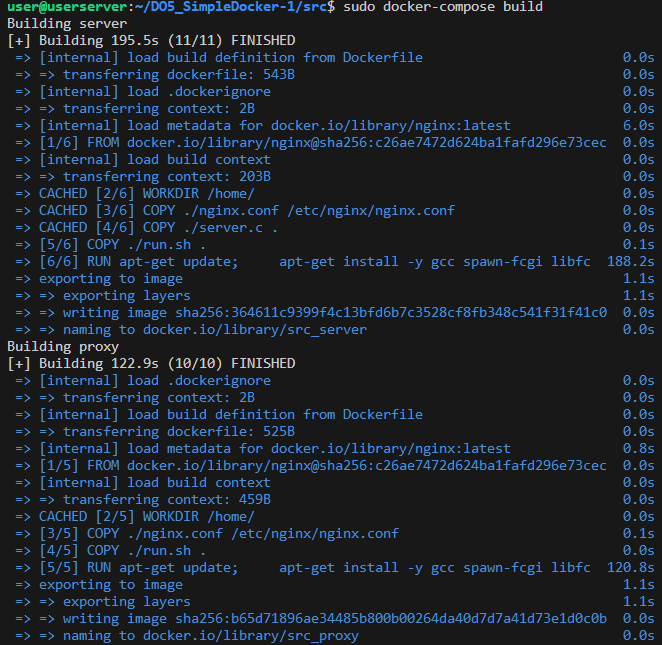 user@userserver:~/DO5_SimpleDocker-1/src$ sudo docker-compose build
Building server
[+] Building 195.5s (11/11) FINISHED
=> [internal] load build definition from Dockerfile 0.0s
=> => transferring dockerfile: 543B 0.0s
=> [internal] load .dockerignore 0.0s
=> => transferring context: 2B 0.0s
=> [internal] load metadata for docker.io/library/nginx:latest 6.0s
=> [1/6] FROM docker.io/library/nginx@sha256:c26ae7472d624ba1fafd296e73cec 0.0s
=> [internal] load build context 0.0s
=> => transferring context: 203B 0.0s
=> CACHED [2/6] WORKDIR /home/ 0.0s
=> CACHED [3/6] COPY ./nginx.conf /etc/nginx/nginx.conf 0.0s
=> CACHED [4/6] COPY ./server.c . 0.0s
=> [5/6] COPY ./run.sh . 0.1s
=> [6/6] RUN apt-get update; apt-get install -y gcc spawn-fcgi libfc 188.2s
=> exporting to image 1.1s
=> => exporting layers 1.1s
=> => writing image sha256:364611c9399f4c13bfd6b7c3528cf8fb348c541f31f41c0 0.0s
=> => naming to docker.io/library/src_server 0.0s
Building proxy
[+] Building 122.9s (10/10) FINISHED
=> [internal] load .dockerignore 0.0s
=> => transferring context: 2B 0.0s
=> [internal] load build definition from Dockerfile 0.0s
=> => transferring dockerfile: 525B 0.0s
=> [internal] load metadata for docker.io/library/nginx:latest 0.8s
=> [1/5] FROM docker.io/library/nginx@sha256:c26ae7472d624ba1fafd296e73cec 0.0s
=> [internal] load build context 0.0s
=> => transferring context: 459B 0.0s
=> CACHED [2/5] WORKDIR /home/ 0.0s
=> [3/5] COPY ./nginx.conf /etc/nginx/nginx.conf 0.1s
=> [4/5] COPY ./run.sh . 0.0s
=> [5/5] RUN apt-get update; apt-get install -y gcc spawn-fcgi libfc 120.8s
=> exporting to image 1.1s
=> => exporting layers 1.1s
=> => writing image sha256:b65d71896ae34485b800b00264da40d7d7a41d73e1d0c0b 0.0s
=> => naming to docker.io/library/src_proxy 0.0s